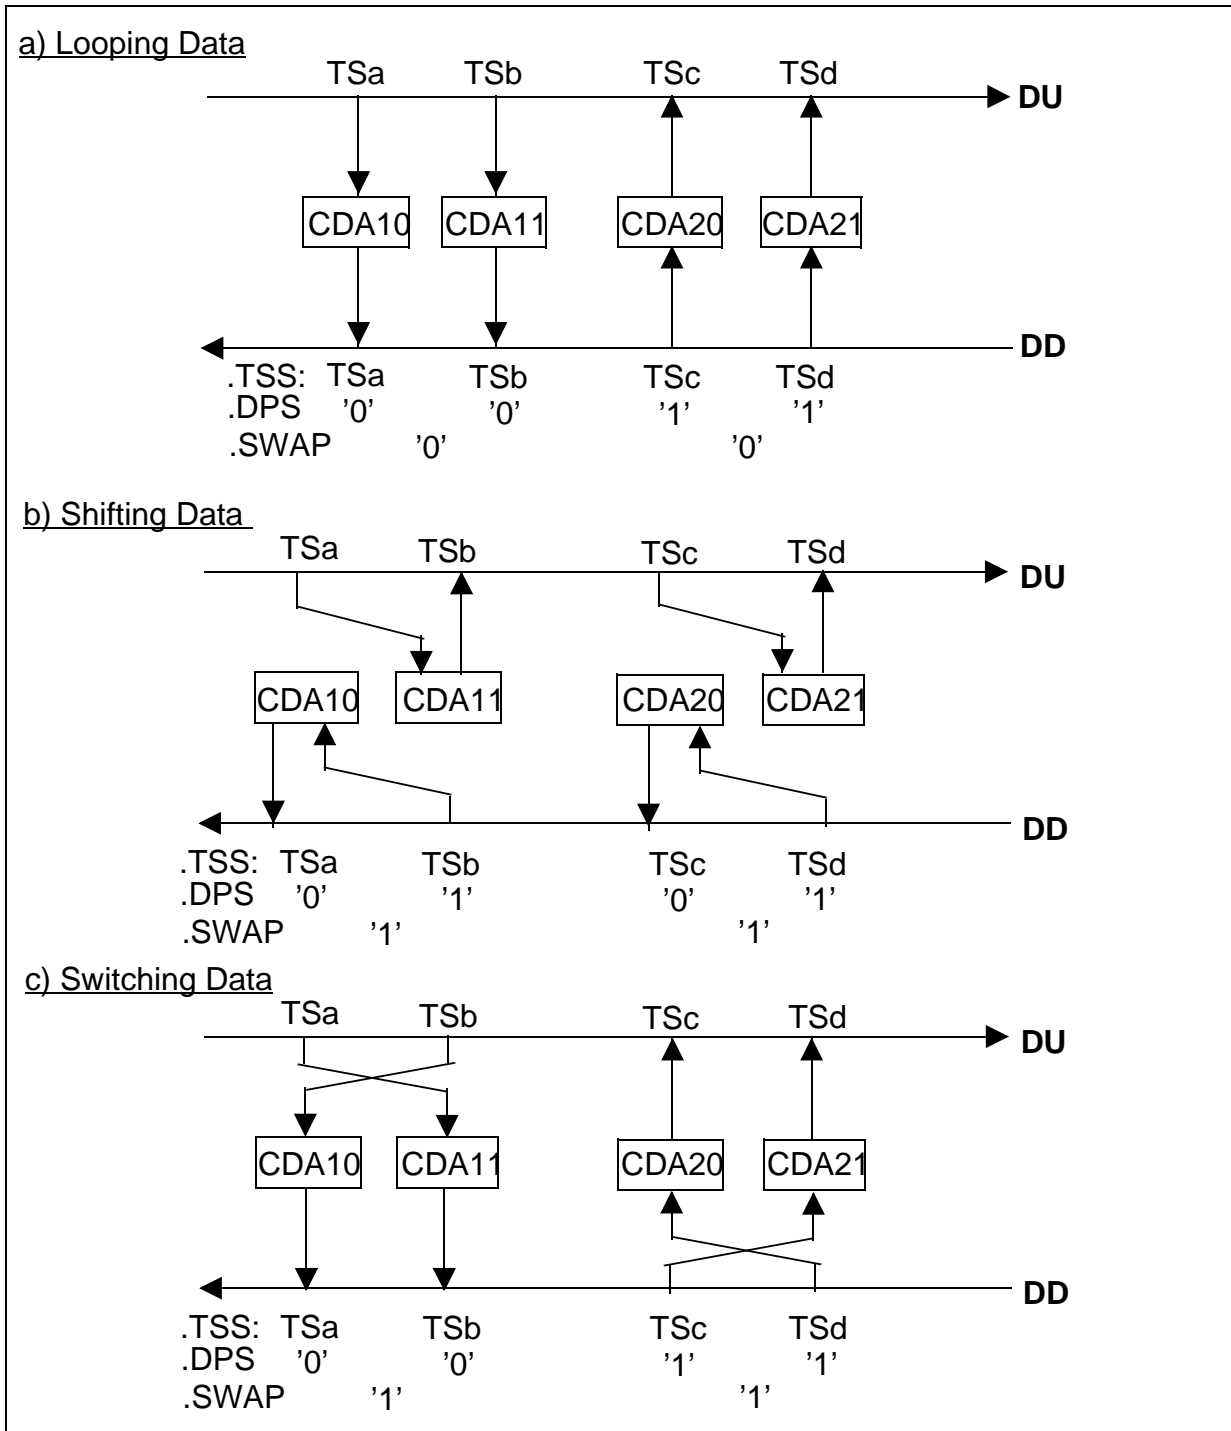 a) Looping Data
TSa TSb TSc TSd
DU
CDA10 CDA11 CDA20 CDA21
DD
.TSS: TSa TSb TSc TSd
.DPS ’0’ ’0’ ’1’ ’1’
.SWAP ’0’ ’0’
b) Shifting Data
TSa TSb TSc TSd
DU
CDA10 CDA11 CDA20 CDA21
DD
.TSS: TSa TSb TSc TSd
.DPS ’0’ ’1’ ’0’ ’1’
.SWAP ’1’ ’1’
c) Switching Data
TSa TSb TSc TSd
DU
CDA10 CDA11 CDA20 CDA21
DD
.TSS: TSa TSb TSc TSd
.DPS ’0’ ’0’ ’1’ ’1’
.SWAP ’1’ ’1’